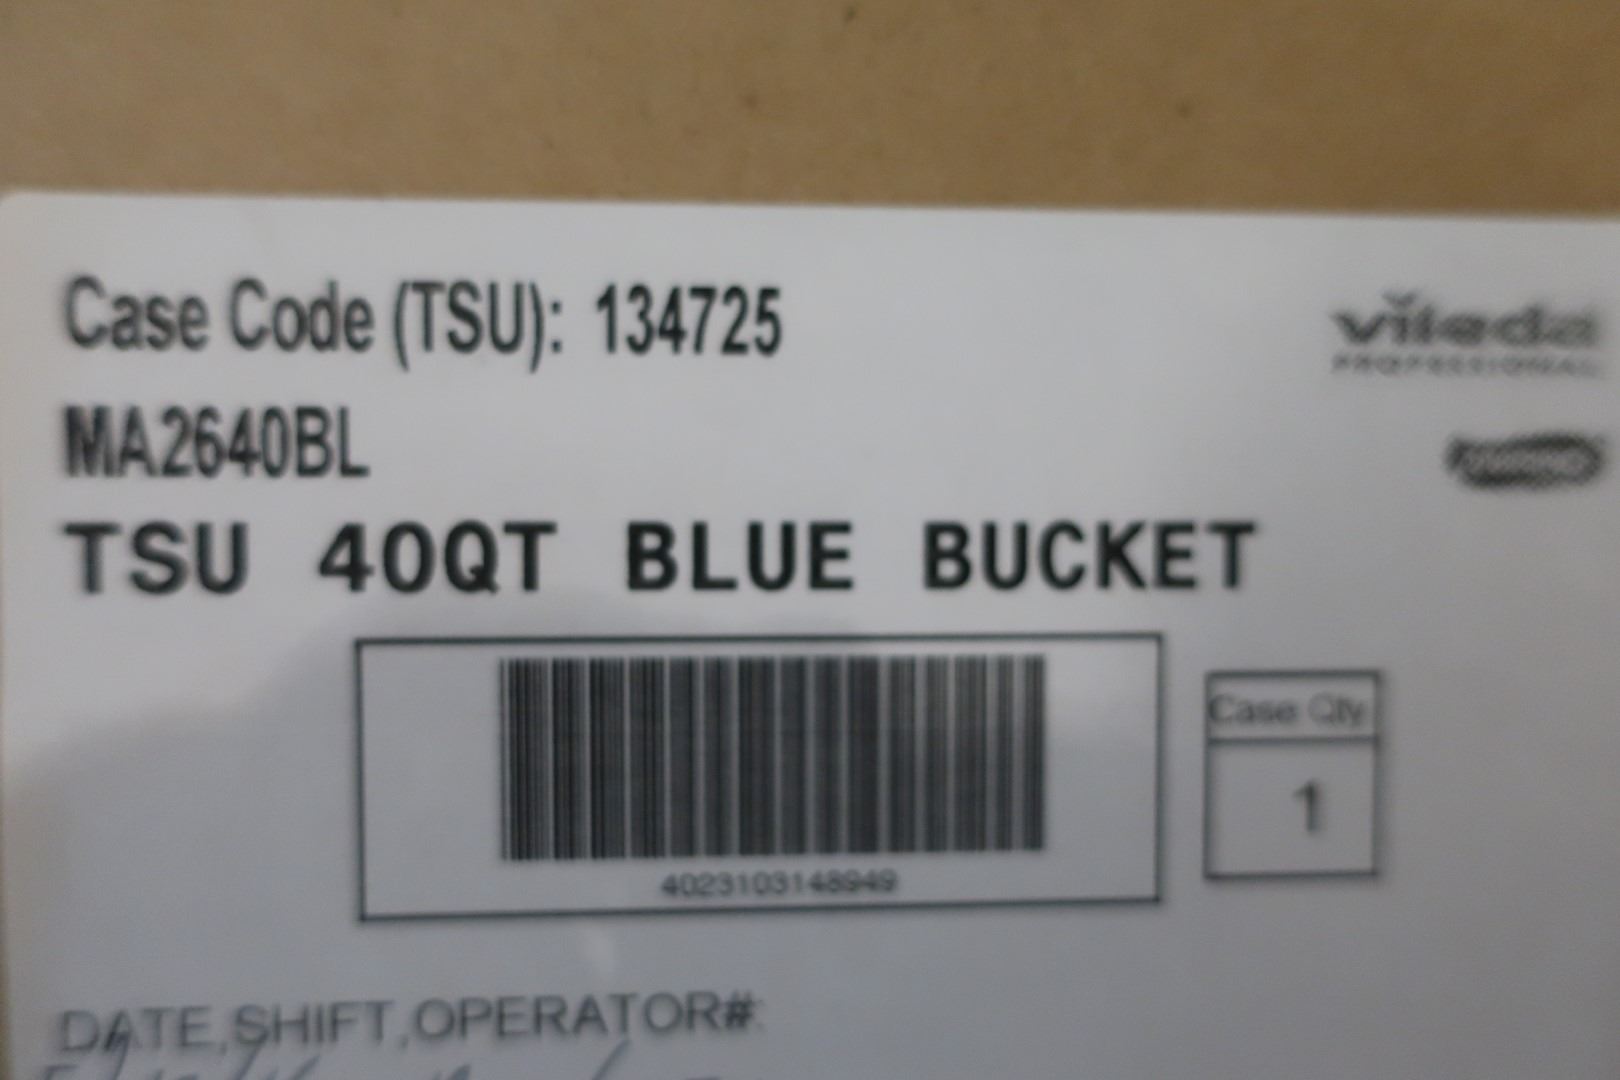 Case Code (TSU): 134725
vileda
PROFESSIONAL
MA2640BL
TSU 40QT BLUE BUCKET
Case Qty
1
4023103148949
DATE,SHIFT,OPERATOR#: